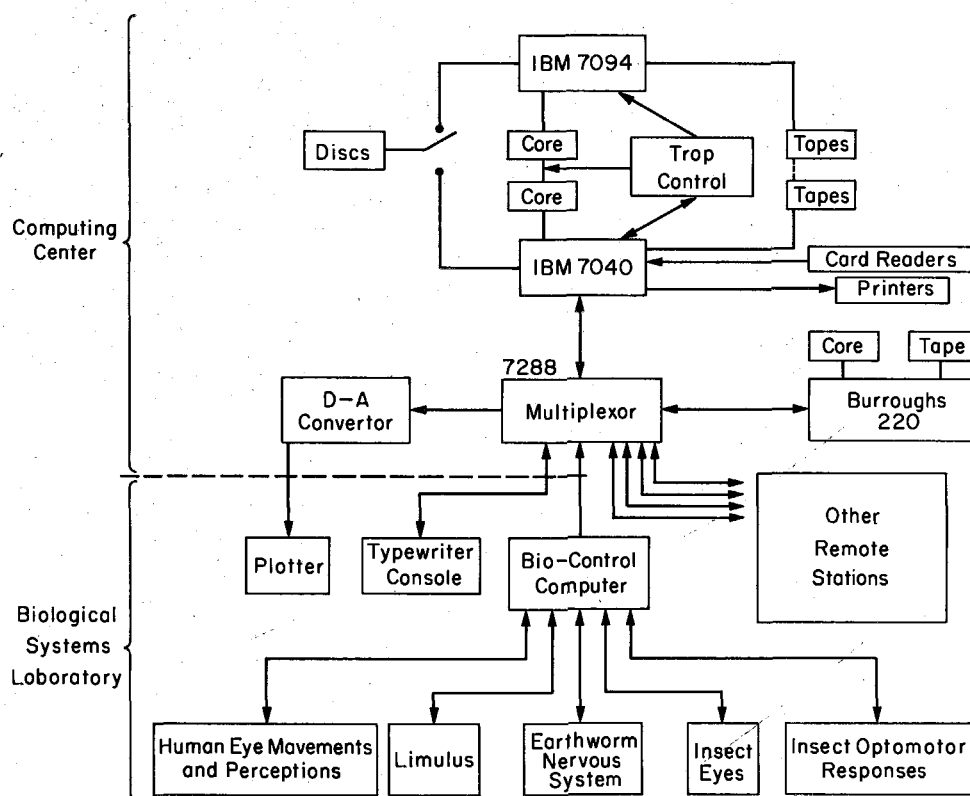 IBM 7094
Discs
Core
Trap
Control
Tapes
Core
Tapes
Computing
Center
IBM 7040
Card Readers
Printers
Core
Tape
7288
D-A
Convertor
Multiplexor
Burroughs
220
Other
Remote
Stations
Plotter
Typewriter
Console
Bio-Control
Computer
Biological
Systems
Loboratory
Human Eye Movements
and Perceptions
Limulus
Earthworm
Nervous
System
Insect
Eyes
Insect Optomotor
Responses